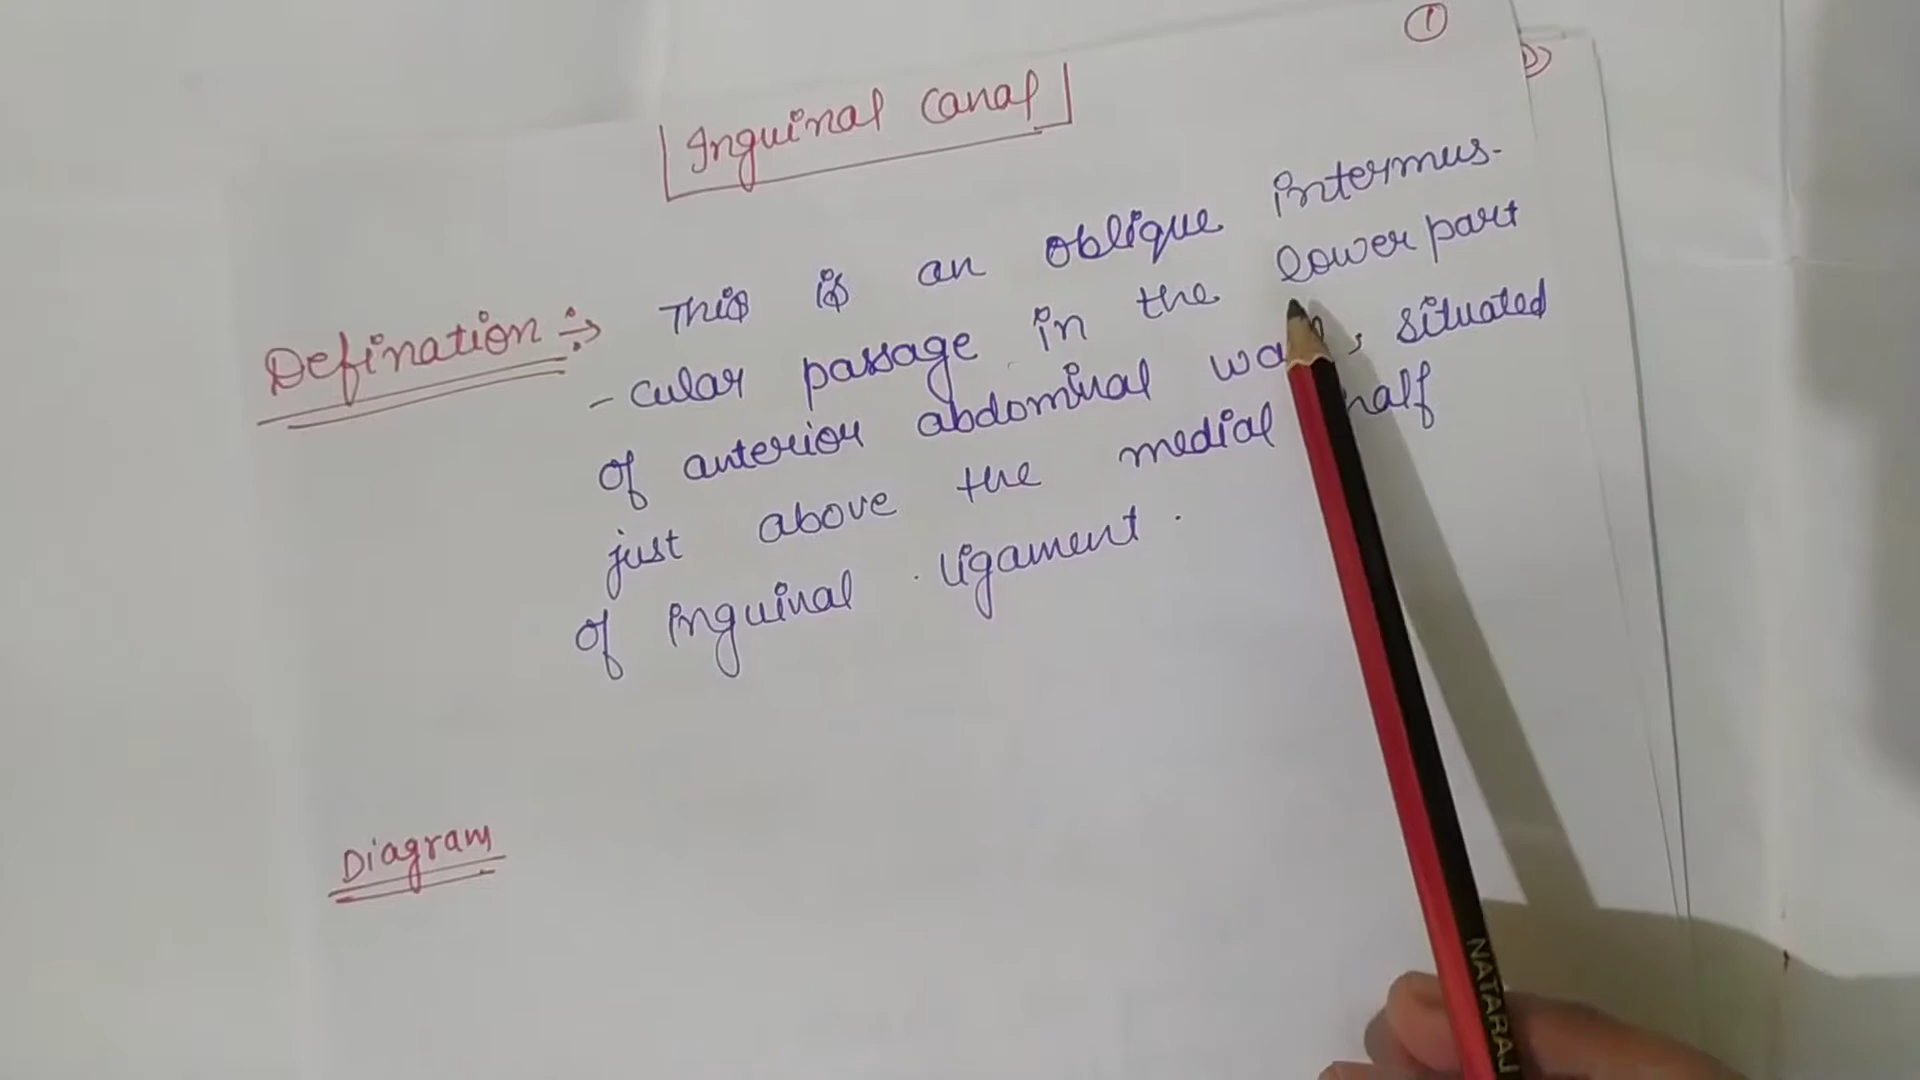 ①
Inguinal Canal
Defination :→ This is an oblique intermus-
-cular passage in the lower part
of anterior abdominal , situated
just above the medial half
of inguinal ligament.
Diagram
NATARAJ